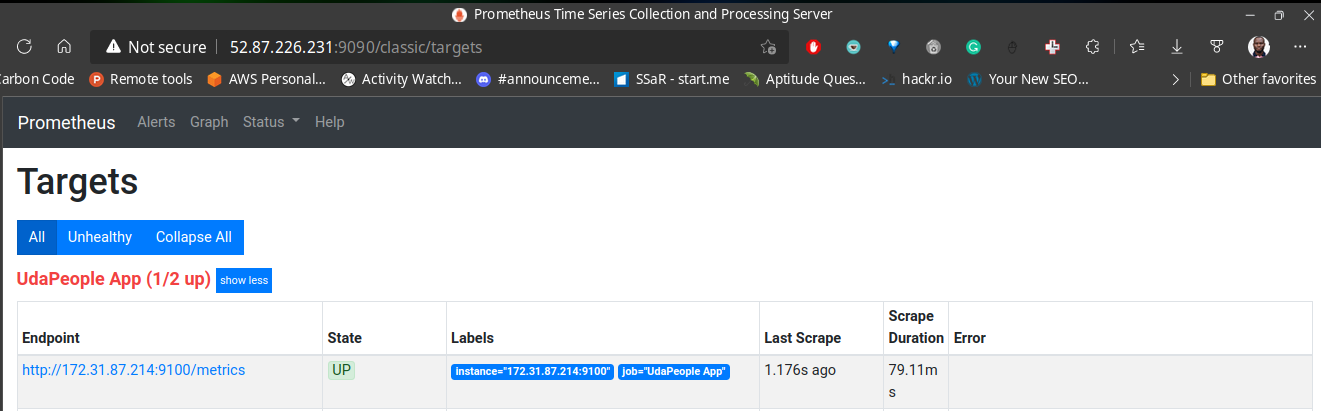 Prometheus Time Series Collection and Processing Server
Not secure 52.87.226.231:9090/classic/targets
arbon Code Remote tools AWS Personal... Activity Watch... #announceme... SSaR - start.me Aptitude Ques... hackr.io Your New SEO... Other favorites
Prometheus Alerts Graph Status Help
Targets
All Unhealthy Collapse All
UdaPeople App (1/2 up) show less
Endpoint State Labels Last Scrape Scrape Duration Error
http://172.31.87.214:9100/metrics UP instance="172.31.87.214:9100" job="UdaPeople App" 1.176s ago 79.11m
s